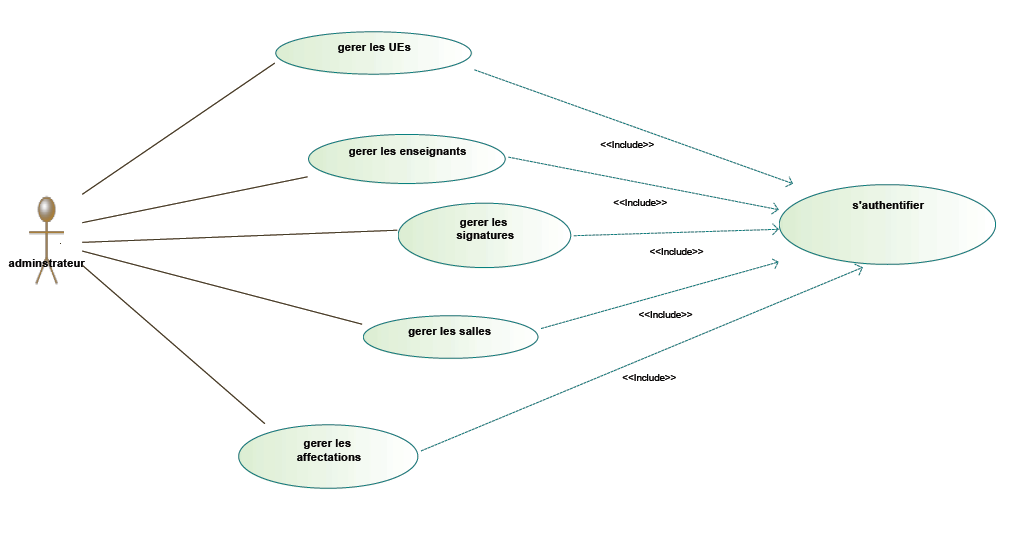 gerer les UEs
<<Include>>
gerer les enseignants
<<Include>>
s'authentifier
gerer les
signatures
<<Include>>
adminstrateur
<<Include>>
gerer les salles
<<Include>>
gerer les
affectations